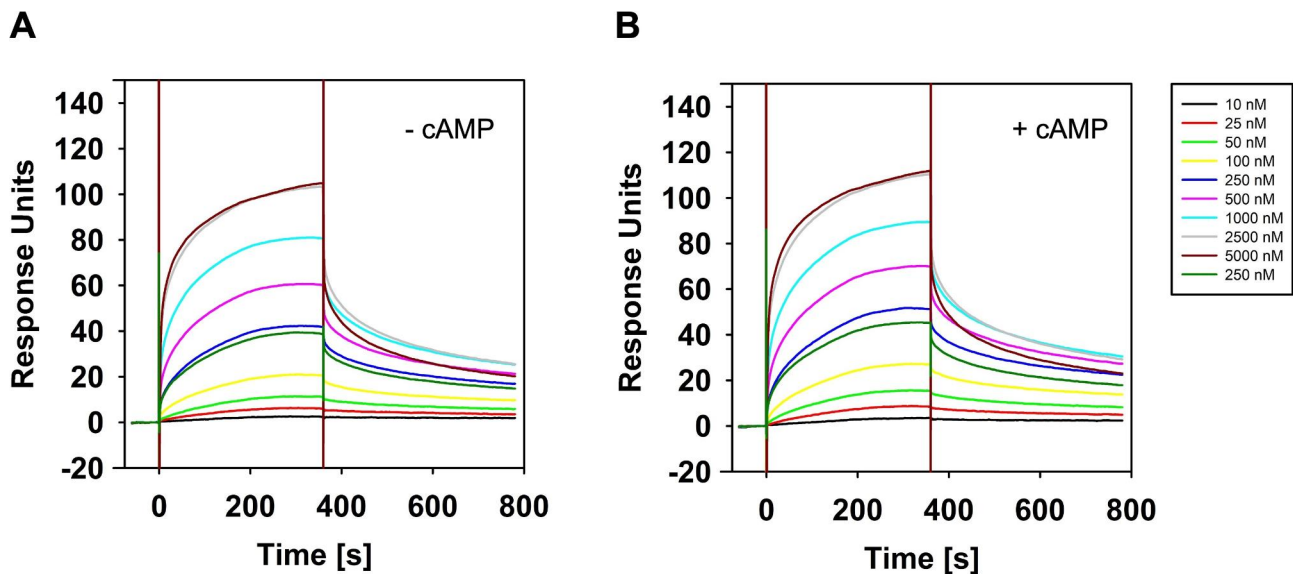 A
140
120
100
80
60
40
20
0
-20
Response Units
- cAMP
0 200 400 600 800
Time [s]
B
140
120
100
80
60
40
20
0
-20
Response Units
+ cAMP
0 200 400 600 800
Time [s]
10 nM
25 nM
50 nM
100 nM
250 nM
500 nM
1000 nM
2500 nM
5000 nM
250 nM